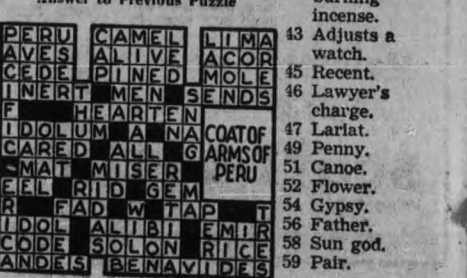 Answer to Previous Puzzle
burning
incense.
43 Adjusts a
watch.
45 Recent.
46 Lawyer's
charge.
47 Lariat.
49 Penny.
51 Canoe.
52 Flower.
54 Gypsy.
56 Father.
58 Sun god.
59 Pair.
PERU CAMEL LIMA
AVES ALIVE ACOR
CEDE PINED MOLE
INERT MEN SENDS
F HEARTEN
IDOLUM A NA
CARED ALL G
MAT MISER
EEL RID GEM
R FAD W TAP T
IDOL ALIBI EMIR
CODE SOLON RICE
ANDES BENAVIDES
COAT OF
ARMS OF
PERU